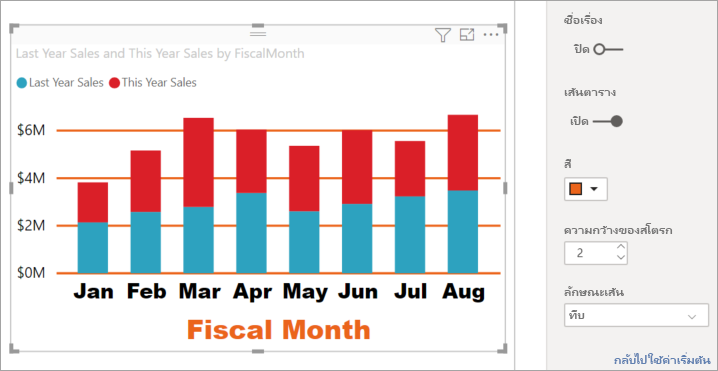 Last Year Sales and This Year Sales by FiscalMonth
Last Year Sales This Year Sales
$6M
$4M
$2M
$0M
Jan Feb Mar Apr May Jun Jul Aug
Fiscal Month
ชื่อเรื่อง
ปิด
เส้นตาราง
เปิด
สี
ความกว้างของสโตรก
2
ลักษณะเส้น
ทึบ
กลับไปใช้ค่าเริ่มต้น